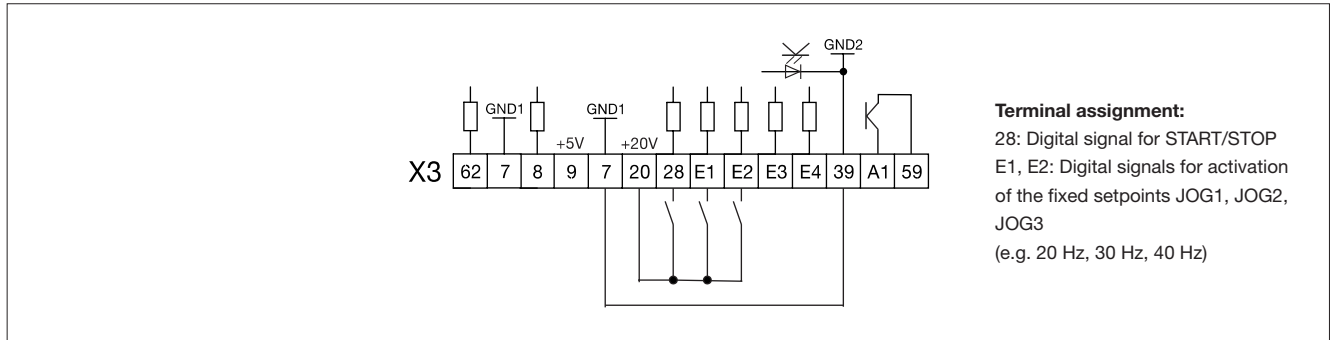 GND2
GND1
GND1
+5V
+20V
X3 62 7 8 9 7 20 28 E1 E2 E3 E4 39 A1 59
Terminal assignment:
28: Digital signal for START/STOP
E1, E2: Digital signals for activation
of the fixed setpoints JOG1, JOG2,
JOG3
(e.g. 20 Hz, 30 Hz, 40 Hz)